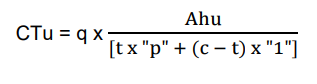 CTu = q x Ahu
[t x "p" + (c − t) x "1"]